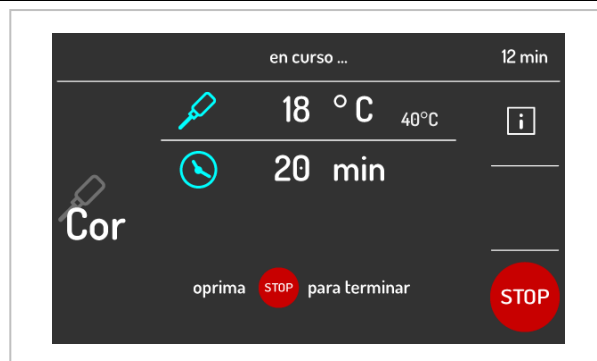 en curso ... 12 min
18 °C 40°C i
20 min
Cor
oprima STOP para terminar
STOP